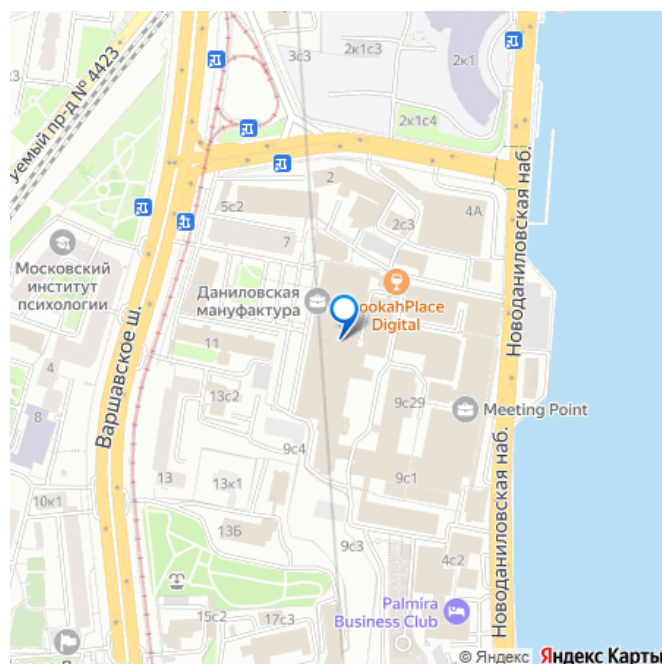 3с3
2к1с3
2к1
уемый пр-д № 4423
2к1с4
Новоданиловская наб.
2
5с2
4А
2с3
7
Московский
институт
психологии
Даниловская
мануфактура
ookahPlace
Digital
Варшавское ш.
11
4
13с2
8
9с29
Meeting Point
9с4
9с1
Новоданиловская наб.
13
13к1
10к1
13Б
9с3
4с2
15с2
17с3
Palmira
Business Club
© Яндекс Яндекс Карты